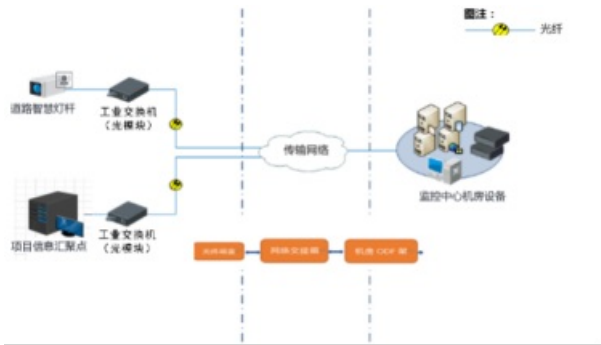 图注：
光纤
道路智慧灯杆
工业交换机
（光模块）
传输网络
监控中心机房设备
项目信息汇聚点
工业交换机
（光模块）
网络交接箱
机房 ODF 架